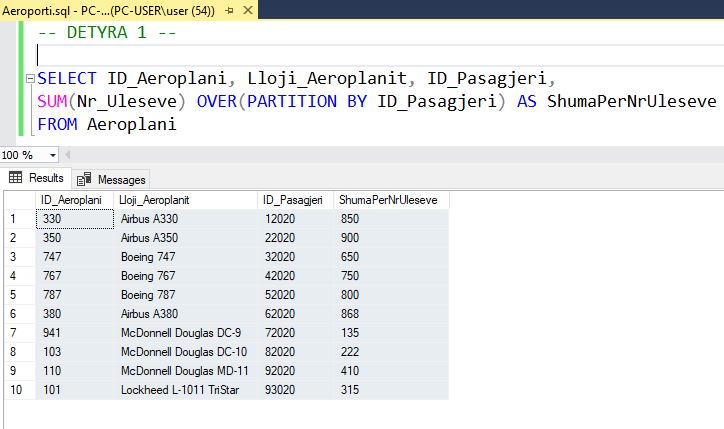 Aeroporti.sql - PC-...(PC-USER\user (54))
-- DETYRA 1 --
SELECT ID_Aeroplani, Lloji_Aeroplanit, ID_Pasagjeri,
SUM(Nr_Uleseve) OVER(PARTITION BY ID_Pasagjeri) AS ShumaPerNrUleseve
FROM Aeroplani
100 %
Results Messages
ID_Aeroplani Lloji_Aeroplanit ID_Pasagjeri ShumaPerNrUleseve
1 330 Airbus A330 12020 850
2 350 Airbus A350 22020 900
3 747 Boeing 747 32020 650
4 767 Boeing 767 42020 750
5 787 Boeing 787 52020 800
6 380 Airbus A380 62020 868
7 941 McDonnell Douglas DC-9 72020 135
8 103 McDonnell Douglas DC-10 82020 222
9 110 McDonnell Douglas MD-11 92020 410
10 101 Lockheed L-1011 TriStar 93020 315